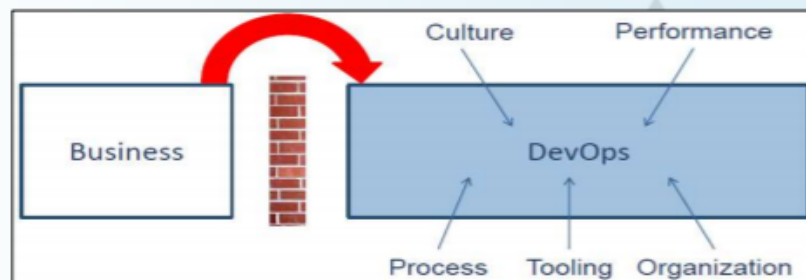 Culture Performance
Business DevOps
Process Tooling Organization